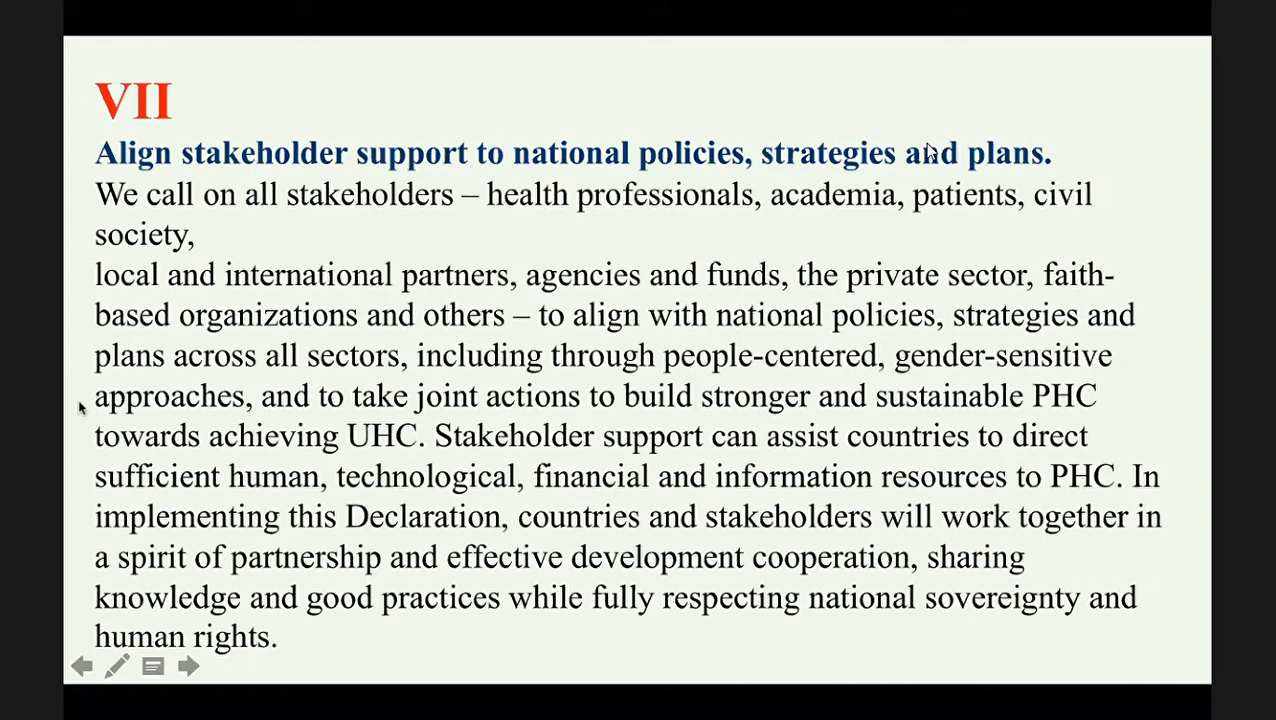 VII
Align stakeholder support to national policies, strategies and plans.
We call on all stakeholders – health professionals, academia, patients, civil
society,
local and international partners, agencies and funds, the private sector, faith-
based organizations and others – to align with national policies, strategies and
plans across all sectors, including through people-centered, gender-sensitive
approaches, and to take joint actions to build stronger and sustainable PHC
towards achieving UHC. Stakeholder support can assist countries to direct
sufficient human, technological, financial and information resources to PHC. In
implementing this Declaration, countries and stakeholders will work together in
a spirit of partnership and effective development cooperation, sharing
knowledge and good practices while fully respecting national sovereignty and
human rights.